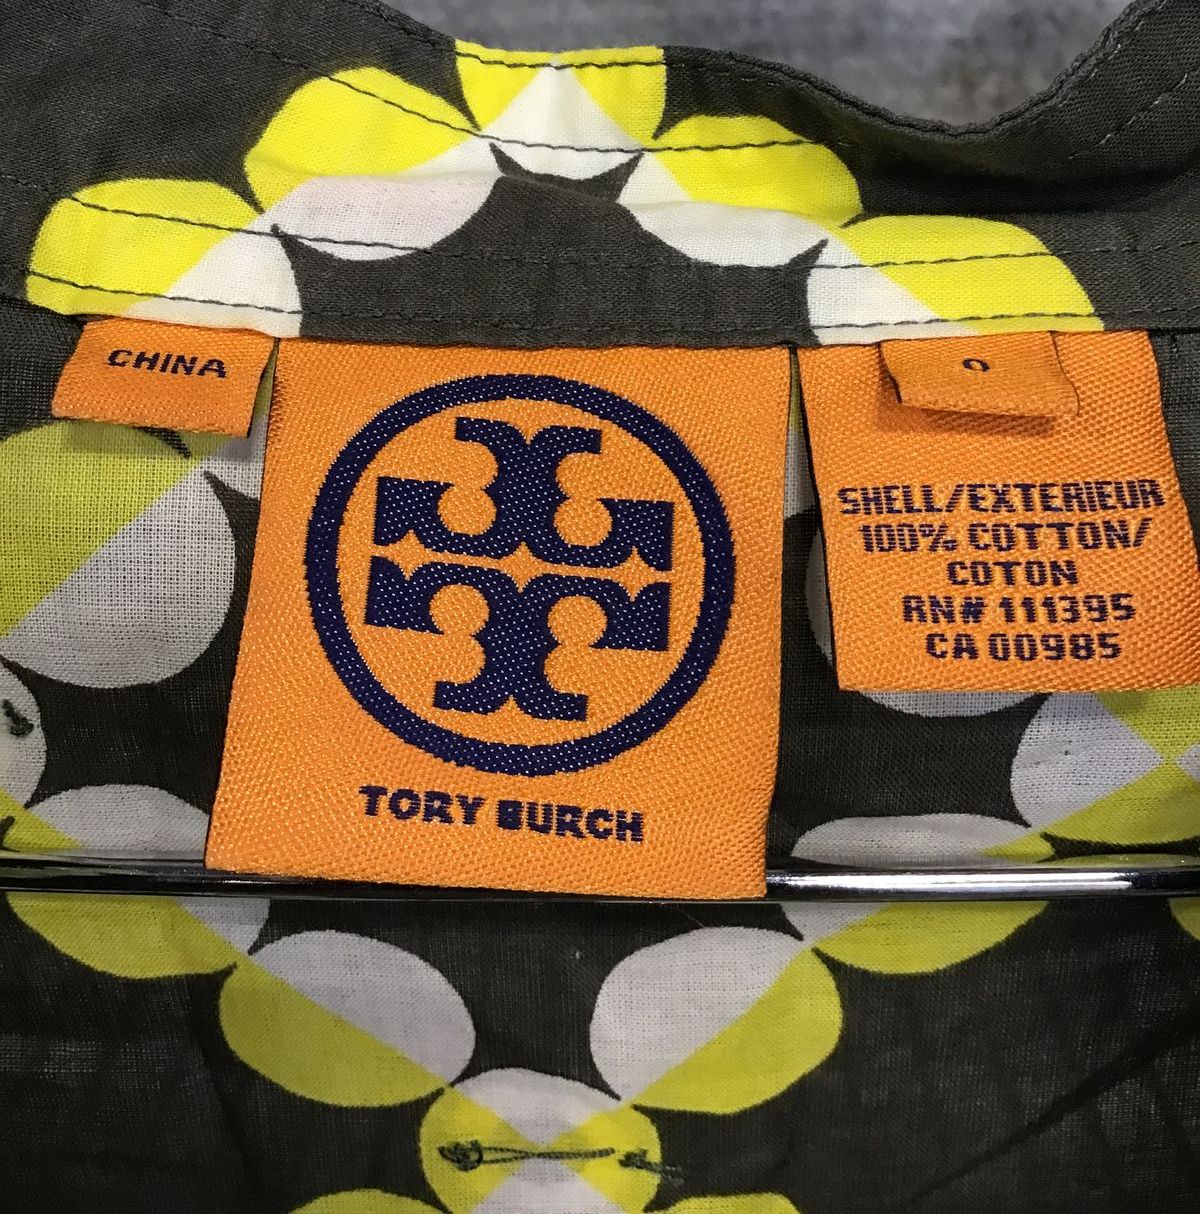 CHINA
TORY BURCH
0
SHELL/EXTERIEUR
100% COTTON/
COTON
RN# 111395
CA 00985